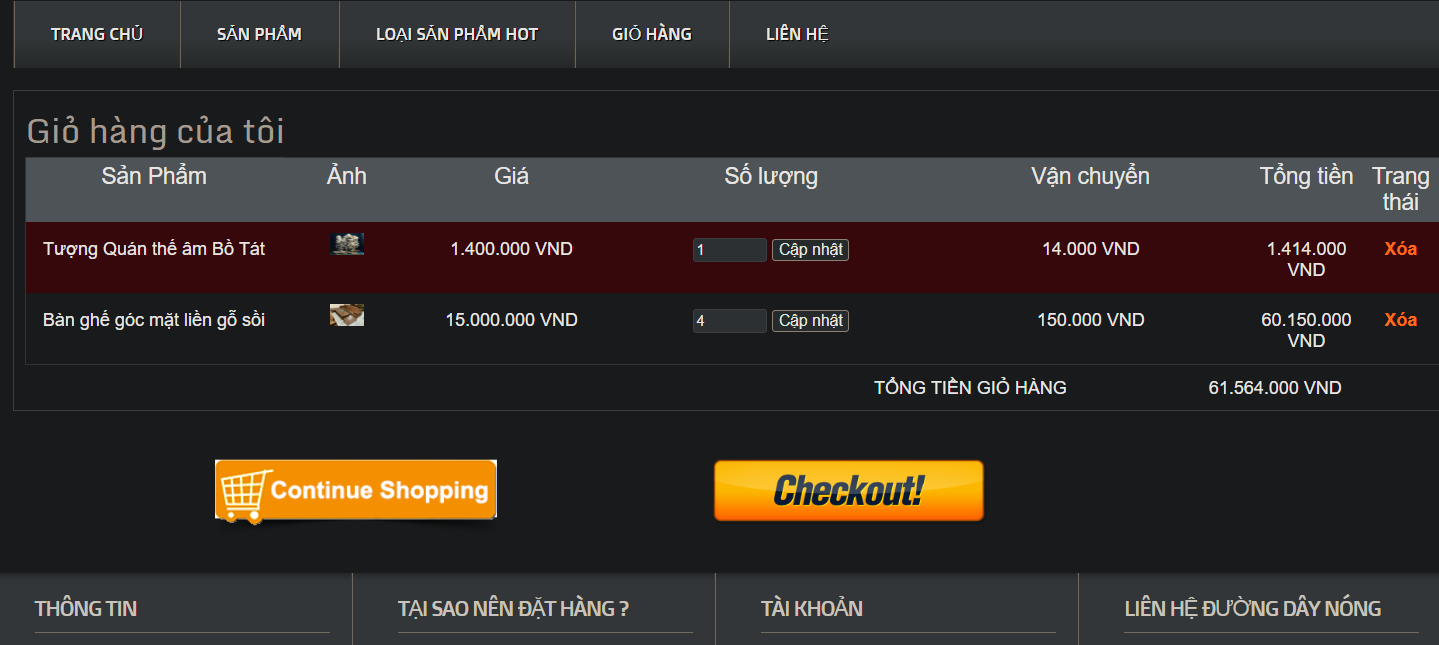 TRANG CHỦ SẢN PHẨM LOẠI SẢN PHẨM HOT GIỎ HÀNG LIÊN HỆ
Giỏ hàng của tôi
Sản Phẩm Ảnh Giá Số lượng Vận chuyển Tổng tiền Trang
thái
Tượng Quán thế âm Bồ Tát 1.400.000 VND 1 Cập nhật 14.000 VND 1.414.000 Xóa
VND
Bàn ghế góc mặt liền gỗ sồi 15.000.000 VND 4 Cập nhật 150.000 VND 60.150.000 Xóa
VND
TỔNG TIỀN GIỎ HÀNG 61.564.000 VND
Continue Shopping Checkout!
THÔNG TIN TẠI SAO NÊN ĐẶT HÀNG ? TÀI KHOẢN LIÊN HỆ ĐƯỜNG DÂY NÓNG